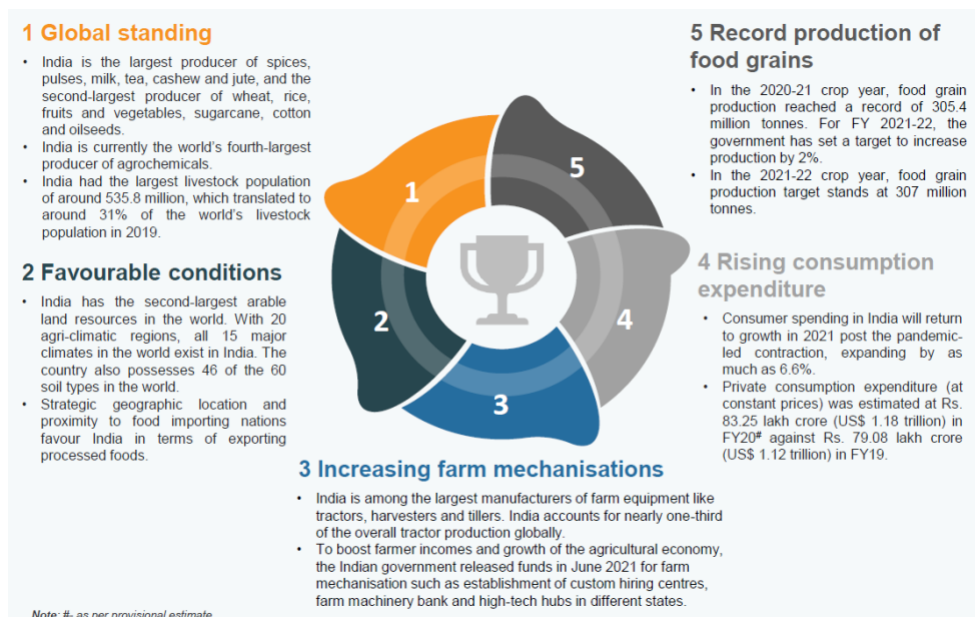 1 Global standing
• India is the largest producer of spices,
pulses, milk, tea, cashew and jute, and the
second-largest producer of wheat, rice,
fruits and vegetables, sugarcane, cotton
and oilseeds.
• India is currently the world's fourth-largest
producer of agrochemicals.
• India had the largest livestock population
of around 535.8 million, which translated to
around 31% of the world's livestock
population in 2019.
2 Favourable conditions
• India has the second-largest arable
land resources in the world. With 20
agri-climatic regions, all 15 major
climates in the world exist in India. The
country also possesses 46 of the 60
soil types in the world.
• Strategic geographic location and
proximity to food importing nations
favour India in terms of exporting
processed foods.
1
2
3
4
5
3 Increasing farm mechanisations
• India is among the largest manufacturers of farm equipment like
tractors, harvesters and tillers. India accounts for nearly one-third
of the overall tractor production globally.
• To boost farmer incomes and growth of the agricultural economy,
the Indian government released funds in June 2021 for farm
mechanisation such as establishment of custom hiring centres,
farm machinery bank and high-tech hubs in different states.
5 Record production of
food grains
• In the 2020-21 crop year, food grain
production reached a record of 305.4
million tonnes. For FY 2021-22, the
government has set a target to increase
production by 2%.
• In the 2021-22 crop year, food grain
production target stands at 307 million
tonnes.
4 Rising consumption
expenditure
• Consumer spending in India will return
to growth in 2021 post the pandemic-
led contraction, expanding by as
much as 6.6%.
• Private consumption expenditure (at
constant prices) was estimated at Rs.
83.25 lakh crore (US$ 1.18 trillion) in
FY20# against Rs. 79.08 lakh crore
(US$ 1.12 trillion) in FY19.
Note: #- as per provisional estimate